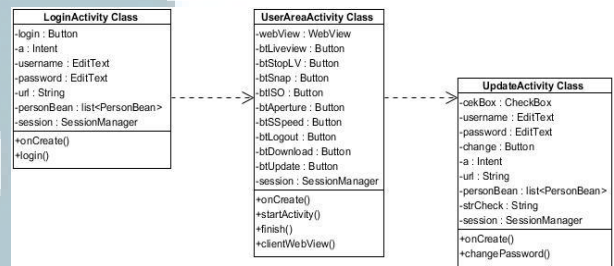 LoginActivity Class
-login : Button
-a : Intent
-username : EditText
-password : EditText
-url : String
-personBean : list<PersonBean>
-session : SessionManager
+onCreate()
+login()
UserAreaActivity Class
-webView : WebView
-btLiveview : Button
-btStopLV : Button
-btSnap : Button
-btISO : Button
-btAperture : Button
-btSSpeed : Button
-btLogout : Button
-btDownload : Button
-btUpdate : Button
-session : SessionManager
+onCreate()
+startActivity()
+finish()
+clientWebView()
UpdateActivity Class
-cekBox : CheckBox
-username : EditText
-password : EditText
-change : Button
-a : Intent
-url : String
-personBean : list<PersonBean>
-strCheck : String
-session : SessionManager
+onCreate()
+changePassword()